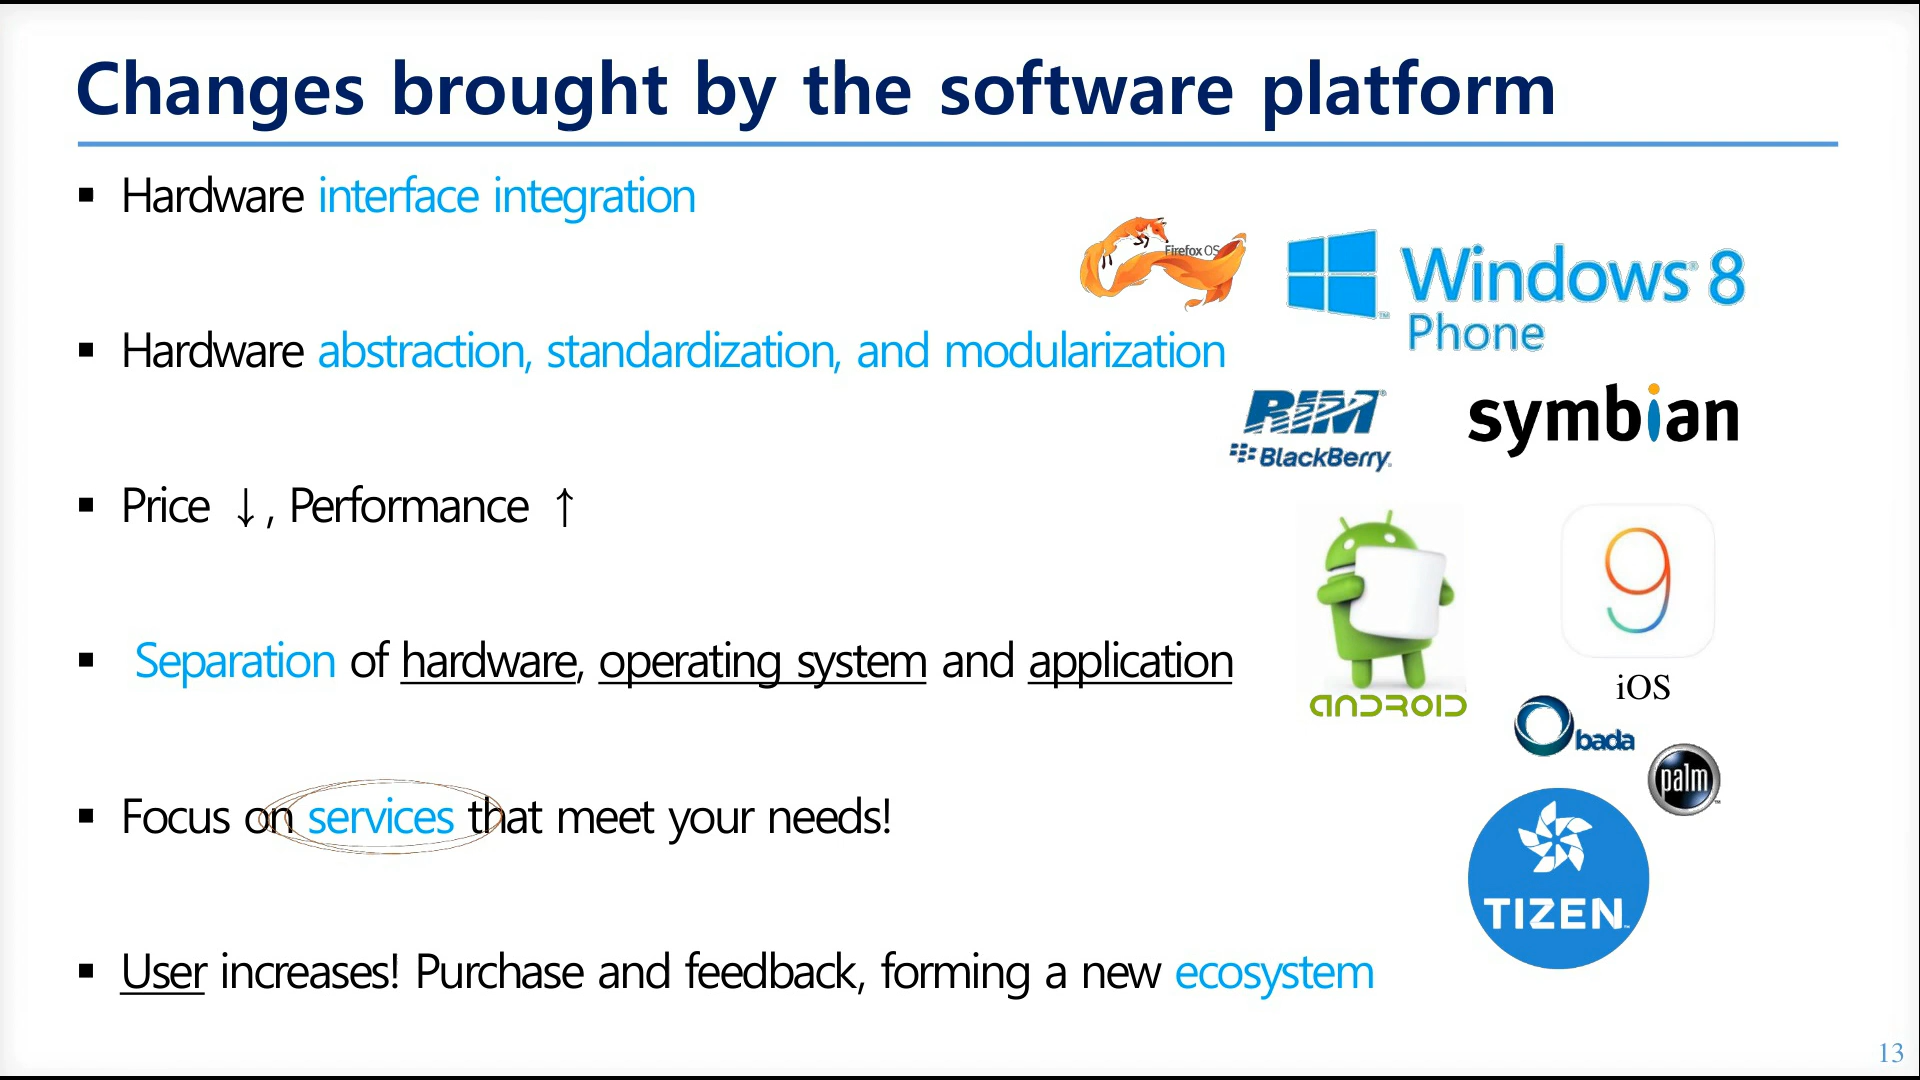 Changes brought by the software platform
▪ Hardware interface integration
Firefox OS
Windows 8
Phone
▪ Hardware abstraction, standardization, and modularization
RIM
BlackBerry
symbian
▪ Price ↓, Performance ↑
9
▪ Separation of hardware, operating system and application
iOS
ANDROID
bada
palm
▪ Focus on services that meet your needs!
TIZEN
▪ User increases! Purchase and feedback, forming a new ecosystem
13